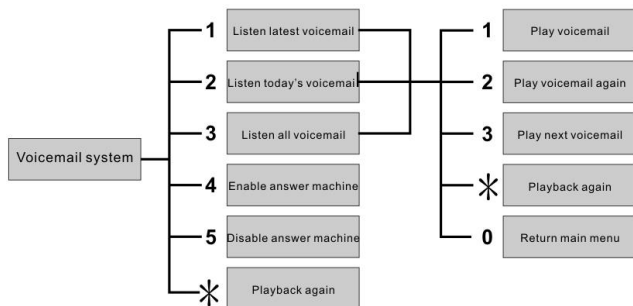 1 Listen latest voicemail
2 Listen today's voicemail
3 Listen all voicemail
Voicemail system
4 Enable answer machine
5 Disable answer machine
* Playback again
1 Play voicemail
2 Play voicemail again
3 Play next voicemail
* Playback again
0 Return main menu